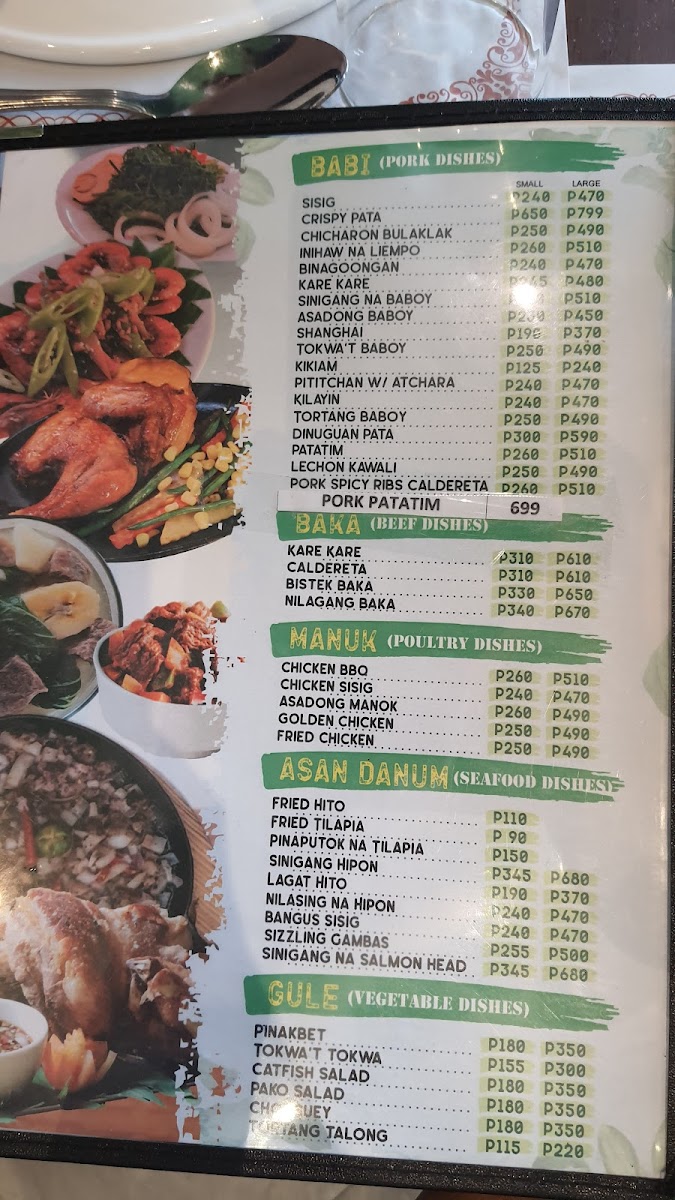 BABI (PORK DISHES)
SMALL LARGE
SISIG P240 P470
CRISPY PATA P650 P799
CHICHARON BULAKLAK P250 P490
INIHAW NA LIEMPO P260 P510
BINAGOONGAN P240 P470
KARE KARE P245 P480
SINIGANG NA BABOY P510
ASADONG BABOY P230 P450
SHANGHAI P190 P370
TOKWA'T BABOY P250 P490
KIKIAM P125 P240
PITITCHAN W/ ATCHARA P240 P470
KILAYIN P240 P470
TORTANG BABOY P250 P490
DINUGUAN PATA P300 P590
PATATIM P260 P510
LECHON KAWALI P250 P490
PORK SPICY RIBS CALDERETA P260 P510
PORK PATATIM 699
BAKA (BEEF DISHES)
KARE KARE P310 P610
CALDERETA P310 P610
BISTEK BAKA P330 P650
NILAGANG BAKA P340 P670
MANUK (POULTRY DISHES)
CHICKEN BBQ P260 P510
CHICKEN SISIG P240 P470
ASADONG MANOK P260 P490
GOLDEN CHICKEN P250 P490
FRIED CHICKEN P250 P490
ASAN DANUM (SEAFOOD DISHES)
FRIED HITO P110
FRIED TILAPIA P 90
PINAPUTOK NA TILAPIA P150
SINIGANG HIPON P345 P680
LAGAT HITO P190 P370
NILASING NA HIPON P240 P470
BANGUS SISIG P240 P470
SIZZLING GAMBAS P255 P500
SINIGANG NA SALMON HEAD P345 P680
GULE (VEGETABLE DISHES)
PINAKBET P180 P350
TOKWA'T TOKWA P155 P300
CATFISH SALAD P180 P350
PAKO SALAD P180 P350
CHOPSUEY P180 P350
TORTANG TALONG P115 P220